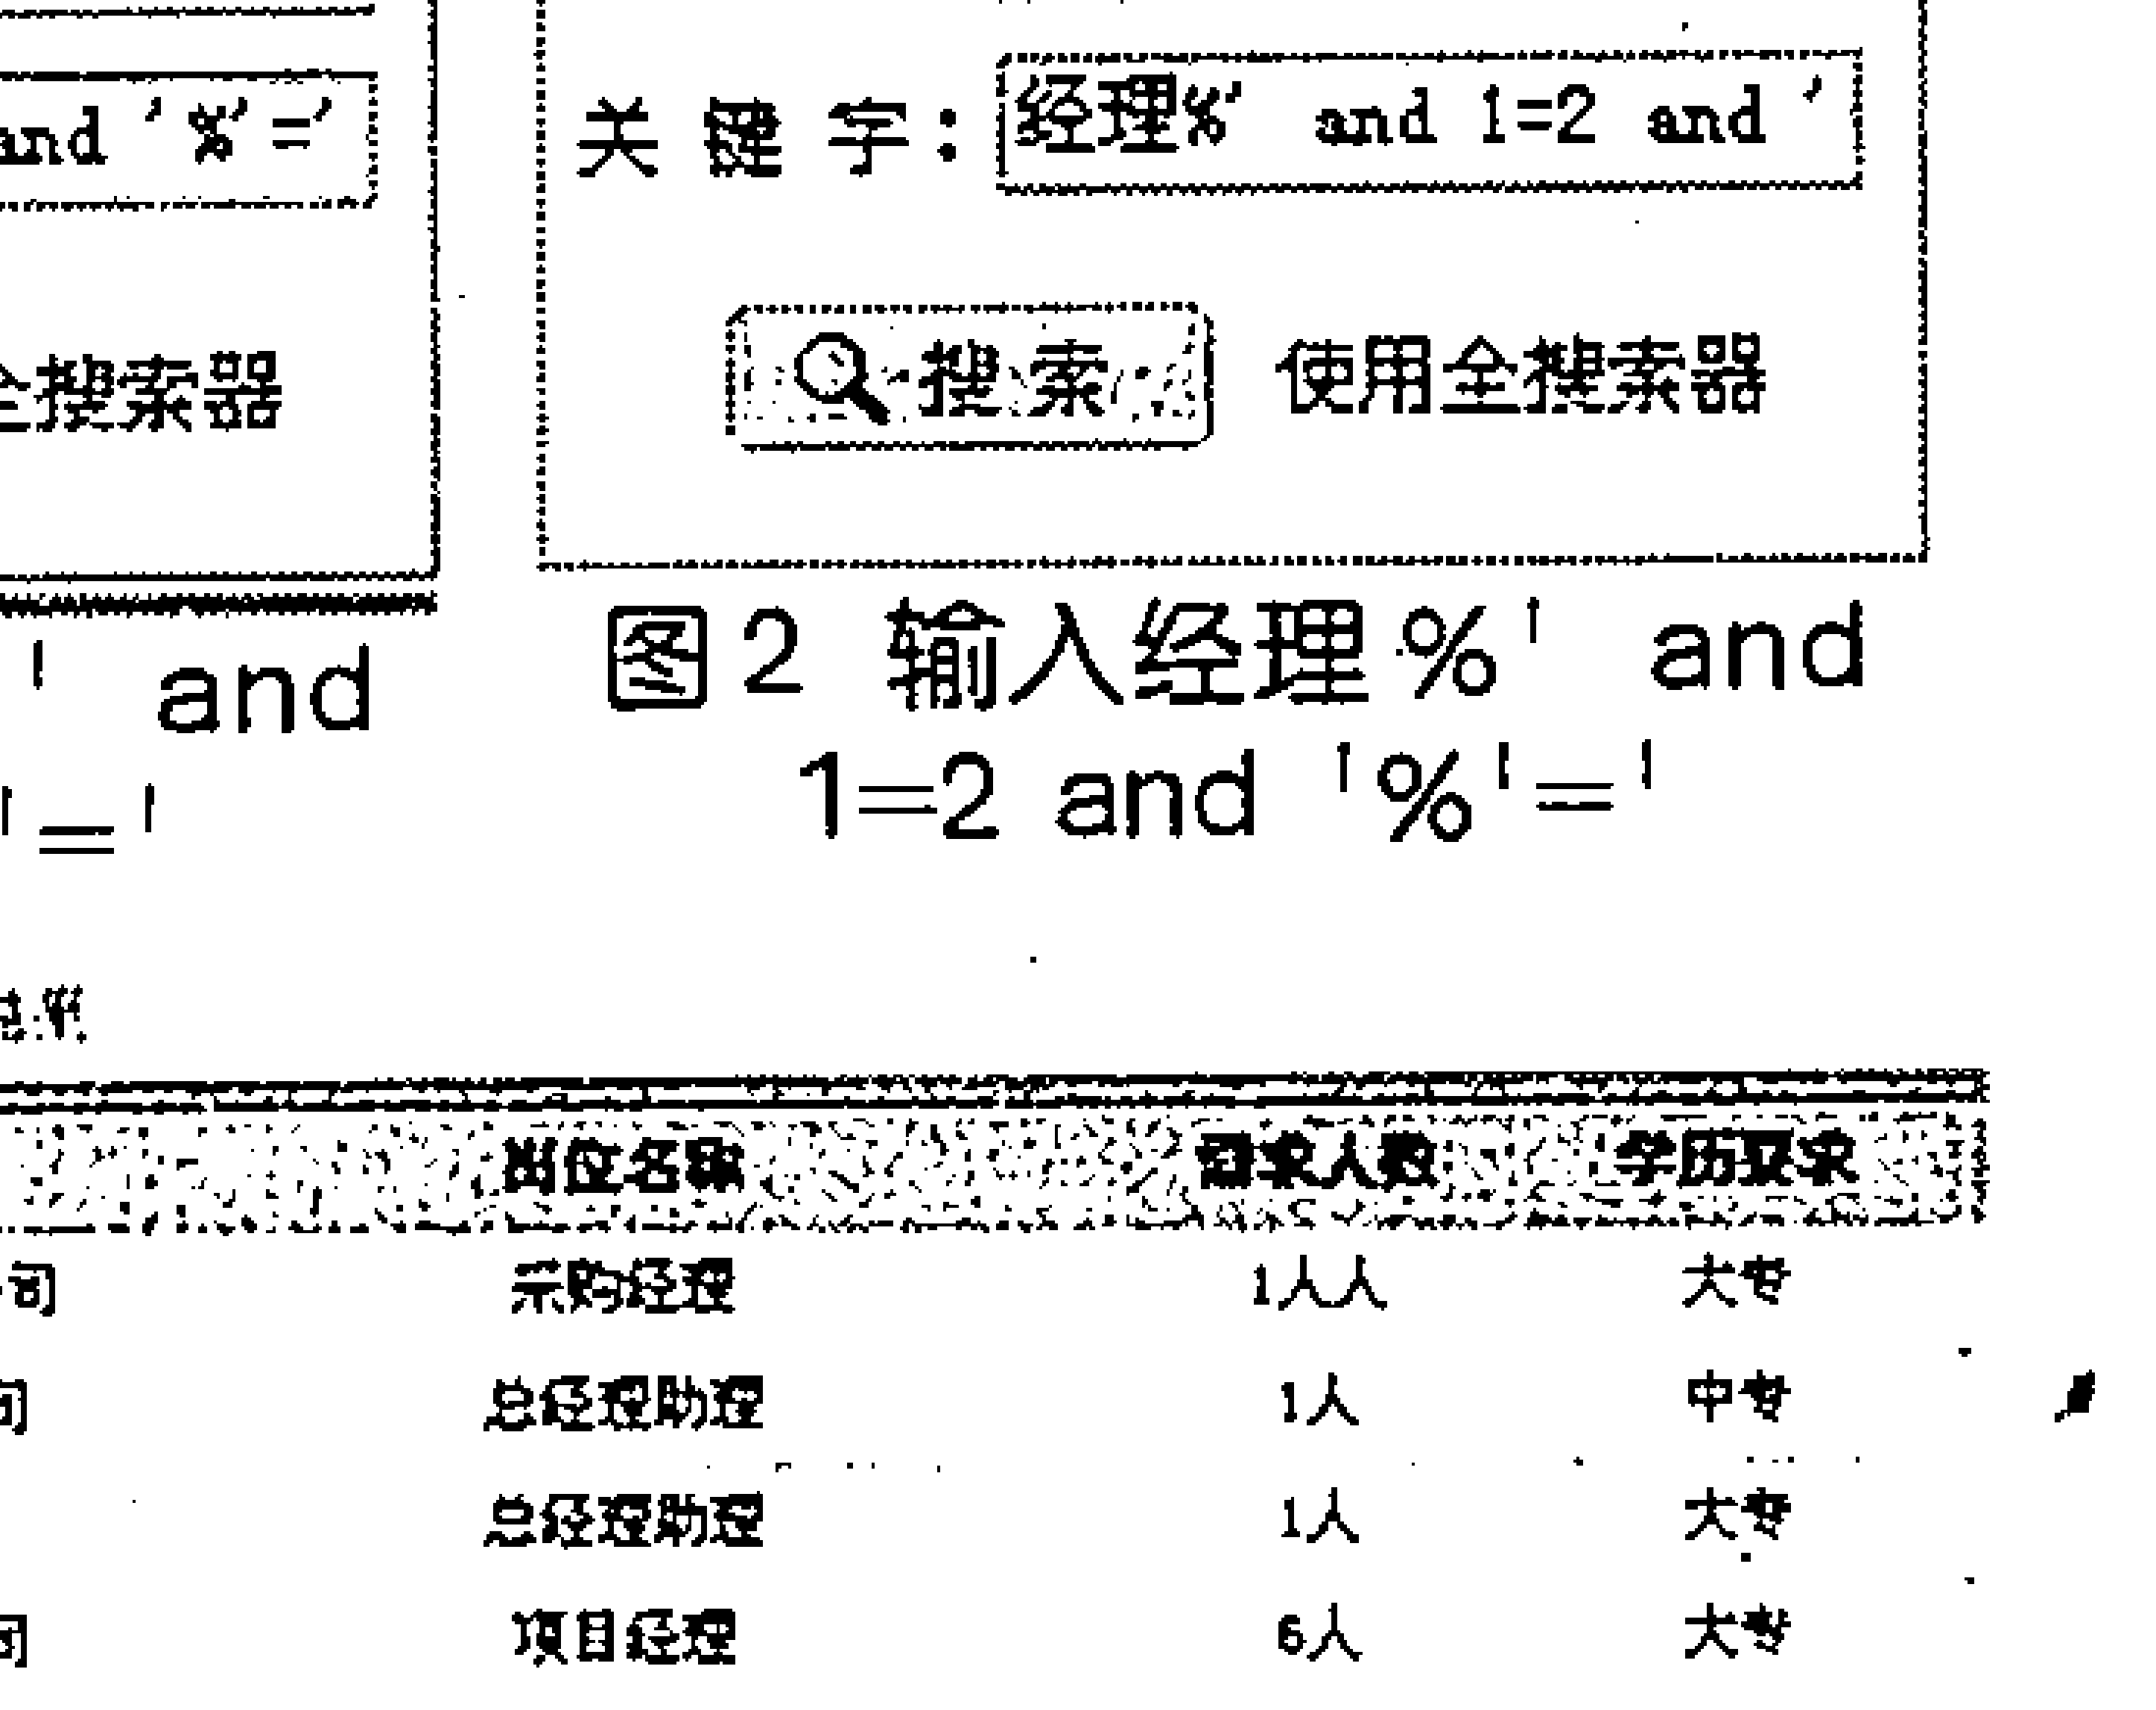 and '%'='
关 键 字：经理%' and 1=2 and '
全搜索器
搜索 使用全搜索器
' and
'='
图2 输入经理%' and
1=2 and '%'='
岗位名称 需求人数 学历要求
司 采购经理 1人人 大专
司 总经理助理 1人 中专
总经理助理 1人 大专
司 项目经理 6人 大专